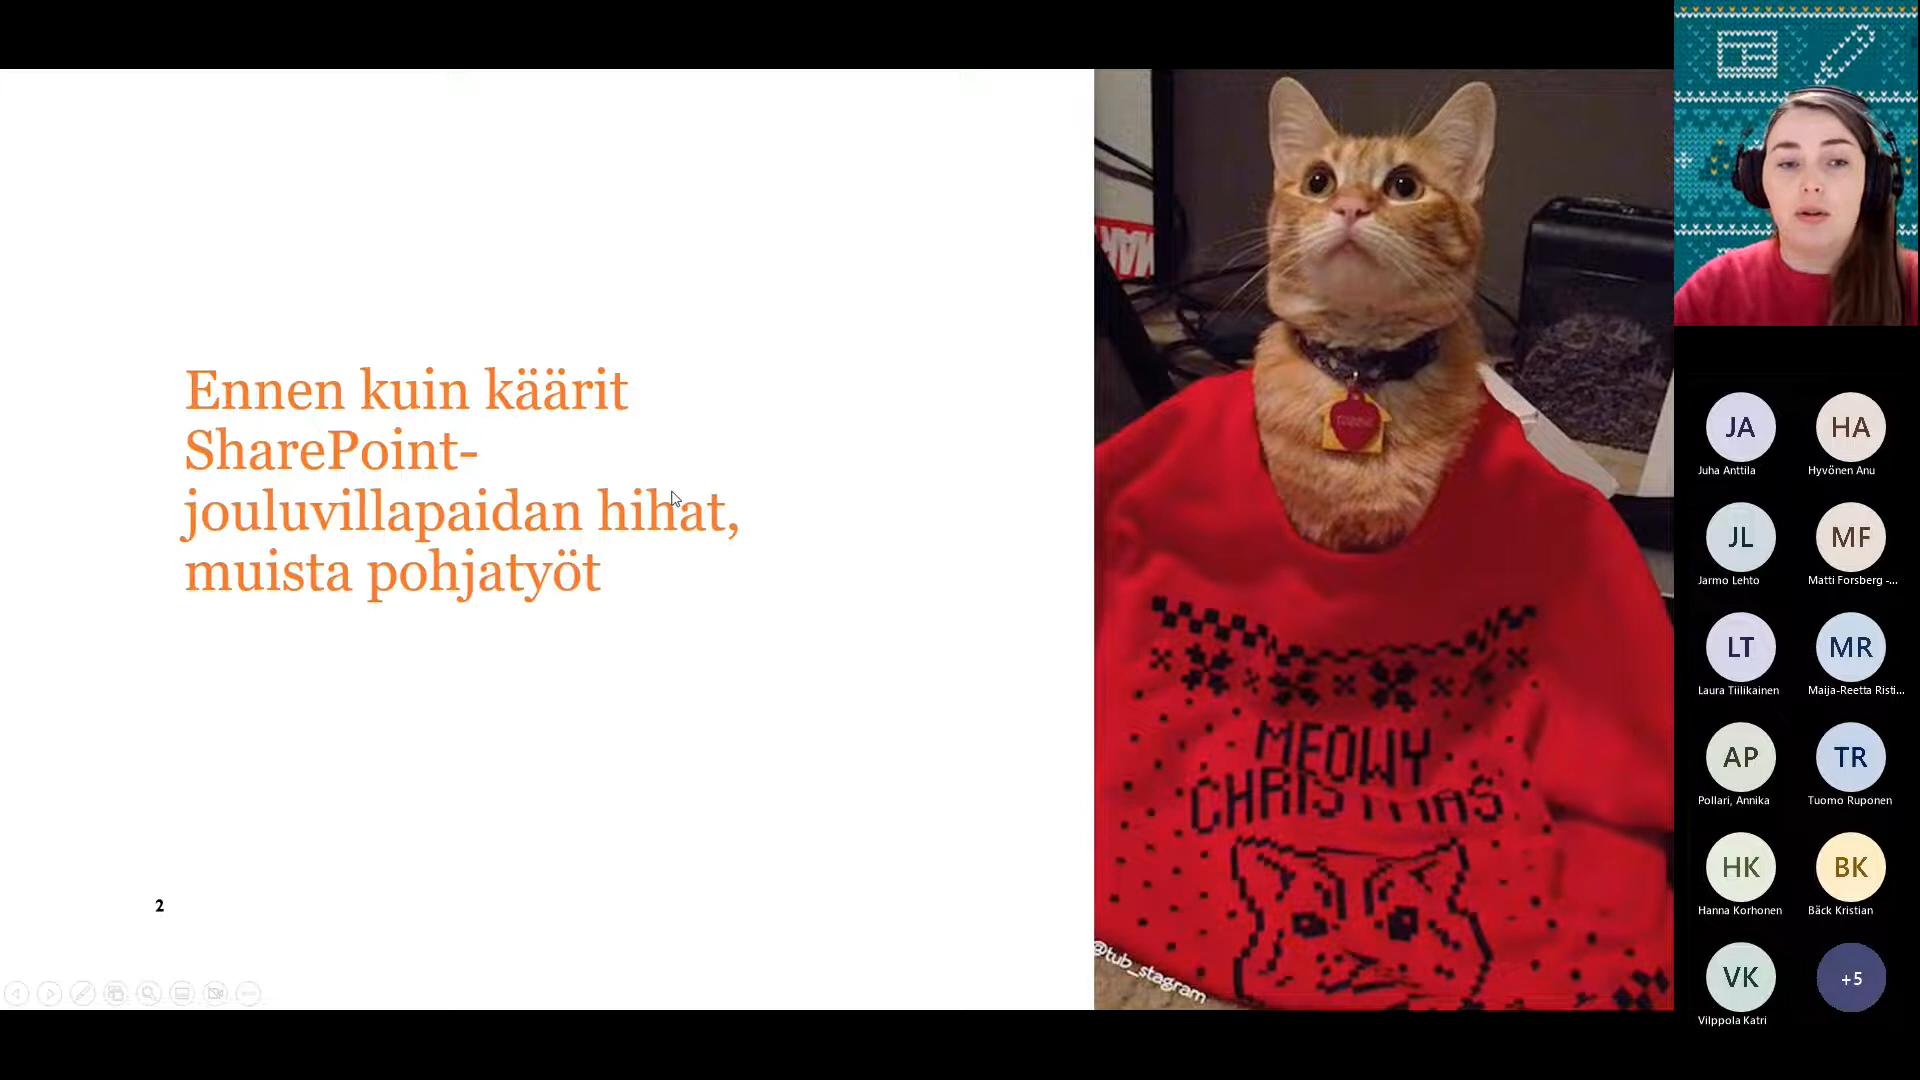 Ennen kuin käärit
SharePoint-
jouluvillapaidan hihat,
muista pohjatyöt
2
MEOWY
CHRISTMAS
@tub_stagram
JA
Juha Anttila
HA
Hyvönen Anu
JL
Jarmo Lehto
MF
Matti Forsberg -...
LT
Laura Tiilikainen
MR
Maija-Reetta Risti...
AP
Pollari, Annika
TR
Tuomo Ruponen
HK
Hanna Korhonen
BK
Bäck Kristian
VK
Vilppola Katri
+5